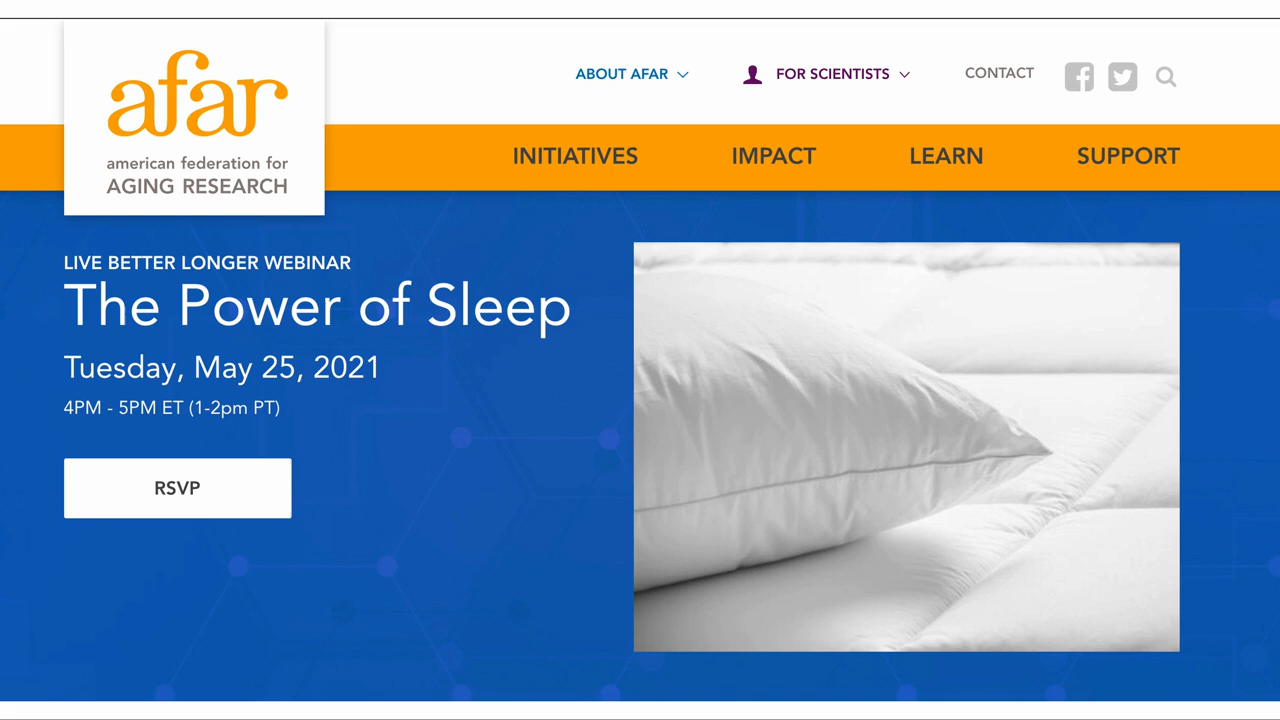 afar
american federation for
AGING RESEARCH
ABOUT AFAR
FOR SCIENTISTS
CONTACT
INITIATIVES
IMPACT
LEARN
SUPPORT
LIVE BETTER LONGER WEBINAR
The Power of Sleep
Tuesday, May 25, 2021
4PM - 5PM ET (1-2pm PT)
RSVP